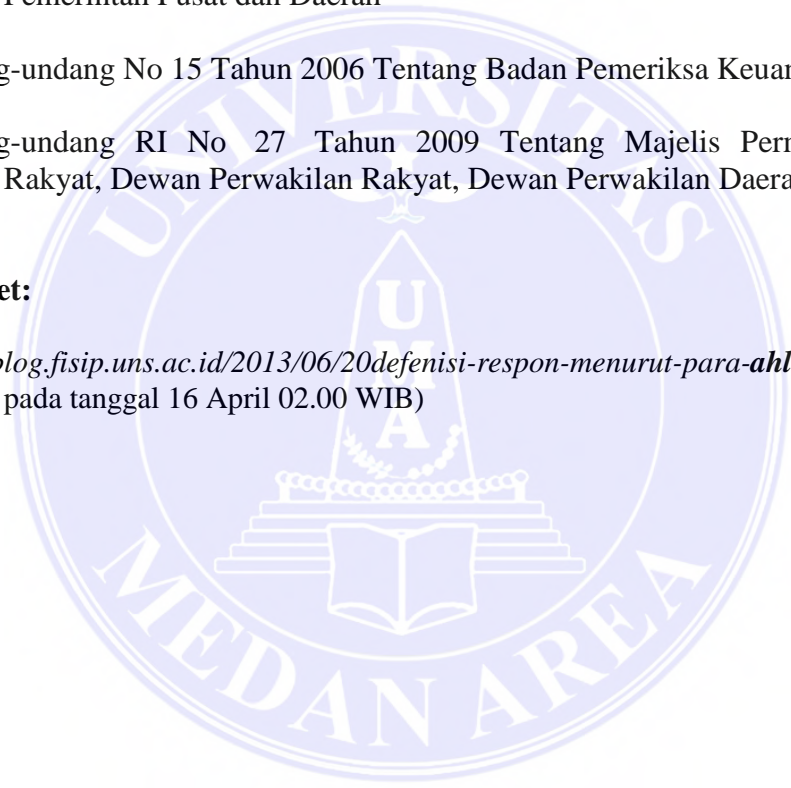 Pemerintah Pusat dan Daerah
g-undang No 15 Tahun 2006 Tentang Badan Pemeriksa Keuan
g-undang RI No 27 Tahun 2009 Tentang Majelis Perm
Rakyat, Dewan Perwakilan Rakyat, Dewan Perwakilan Daera
et:
blog.fisip.uns.ac.id/2013/06/20defenisi-respon-menurut-para-ahl
pada tanggal 16 April 02.00 WIB)
UNIVERSITAS
UMA
MEDAN AREA